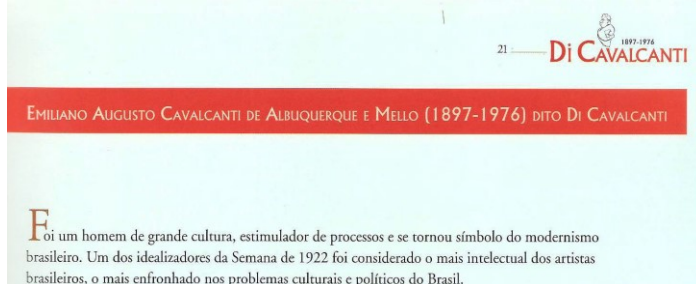 21
1897-1976
Di Cavalcanti
Emiliano Augusto Cavalcanti de Albuquerque e Mello (1897-1976) dito Di Cavalcanti
Foi um homem de grande cultura, estimulador de processos e se tornou símbolo do modernismo
brasileiro. Um dos idealizadores da Semana de 1922 foi considerado o mais intelectual dos artistas
brasileiros, o mais enfronhado nos problemas culturais e políticos do Brasil.